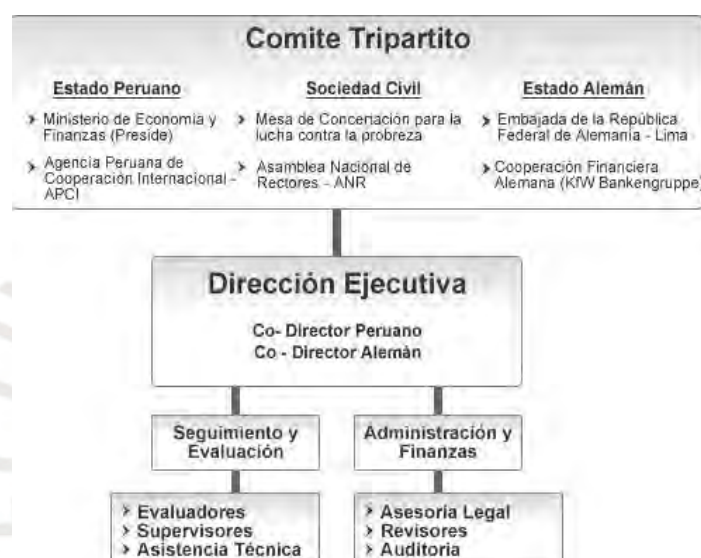 Comite Tripartito
Estado Peruano
> Ministerio de Economia y
Finanzas (Preside)
> Agencia Peruana de
Cooperación Internacional -
APCI
Sociedad Civil
> Mesa de Concertación para la
lucha contra la probreza
> Asamblea Nacional de
Rectores - ANR
Estado Alemán
> Embajada de la República
Federal de Alemania - Lima
> Cooperación Financiera
Alemana (KfW Bankengruppe)
Dirección Ejecutiva
Co- Director Peruano
Co - Director Alemán
Seguimiento y
Evaluación
> Evaluadores
> Supervisores
> Asistencia Técnica
Administración y
Finanzas
> Asesoría Legal
> Revisores
> Auditoria